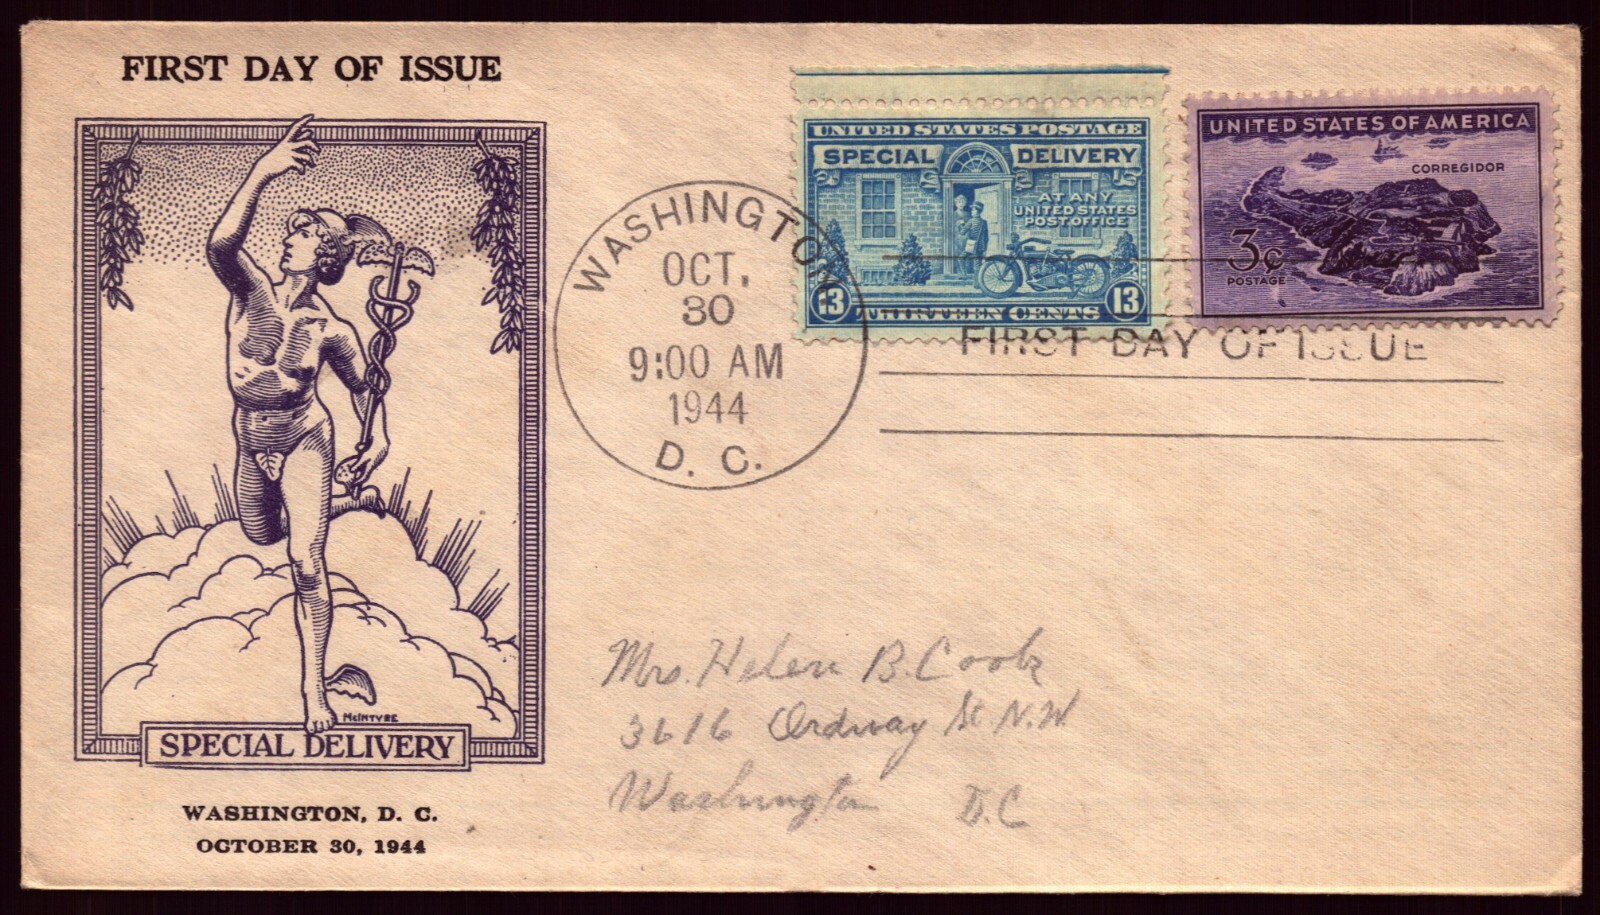 FIRST DAY OF ISSUE
McINTYRE
SPECIAL DELIVERY
WASHINGTON, D. C.
OCTOBER 30, 1944
WASHINGTON
OCT.
30
9:00 AM
1944
D. C.
UNITED STATES POSTAGE
SPECIAL DELIVERY
AT ANY
UNITED STATES
POST OFFICE
13 THIRTEEN CENTS 13
UNITED STATES OF AMERICA
CORREGIDOR
3¢
POSTAGE
FIRST DAY OF ISSUE
Mrs. Helen B. Cook
3616 Ordway St N.W.
Washington D.C